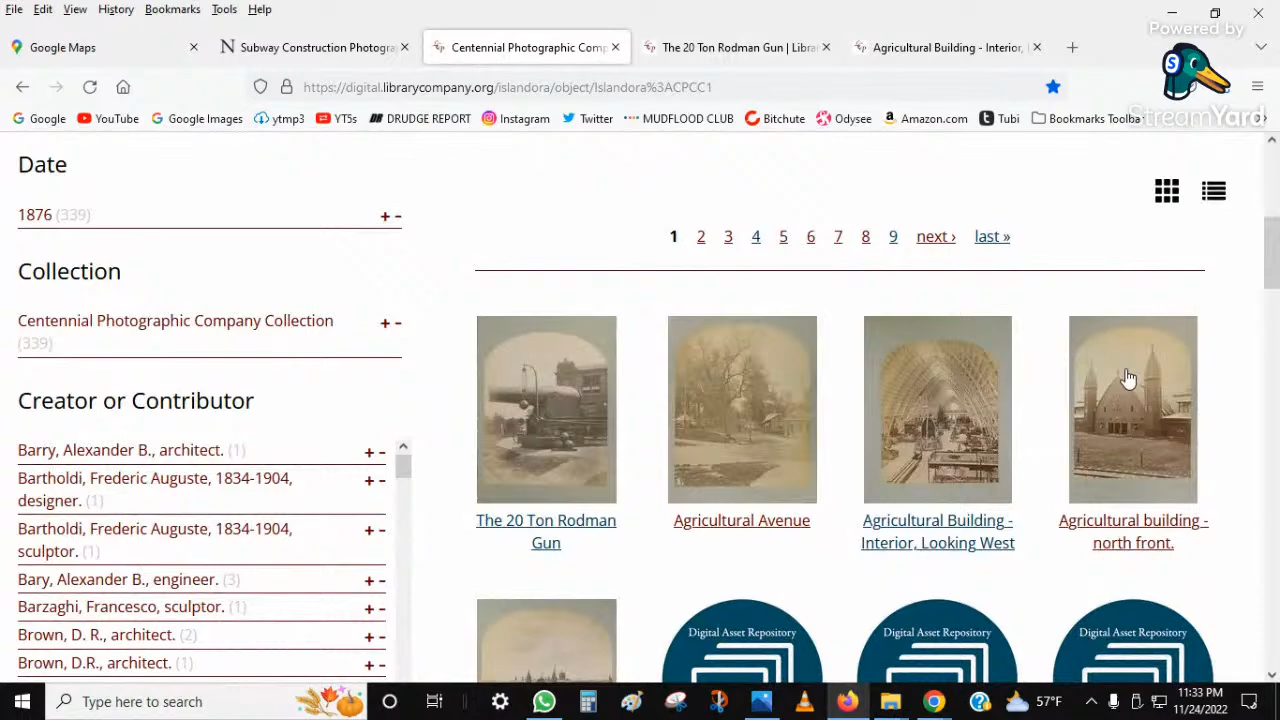 File Edit View History Bookmarks Tools Help
Powered by
StreamYard
Google Maps
Subway Construction Photogra
Centennial Photographic Comp
The 20 Ton Rodman Gun | Libra
Agricultural Building - Interior,
https://digital.librarycompany.org/islandora/object/Islandora%3ACPCC1
Google YouTube Google Images ytmp3 YT5s DRUDGE REPORT Instagram Twitter MUDFLOOD CLUB Bitchute Odysee Amazon.com Tubi Bookmarks Toolba
Date
1876 (339) + -
Collection
Centennial Photographic Company Collection + -
(339)
Creator or Contributor
Barry, Alexander B., architect. (1) + -
Bartholdi, Frederic Auguste, 1834-1904, + -
designer. (1)
Bartholdi, Frederic Auguste, 1834-1904, + -
sculptor. (1)
Bary, Alexander B., engineer. (3) + -
Barzaghi, Francesco, sculptor. (1) + -
Brown, D. R., architect. (2) + -
Brown, D.R., architect. (1) + -
1 2 3 4 5 6 7 8 9 next › last »
The 20 Ton Rodman
Gun
Agricultural Avenue
Agricultural Building -
Interior, Looking West
Agricultural building -
north front.
Digital Asset Repository
Digital Asset Repository
Digital Asset Repository
Type here to search
57°F
11:33 PM
11/24/2022